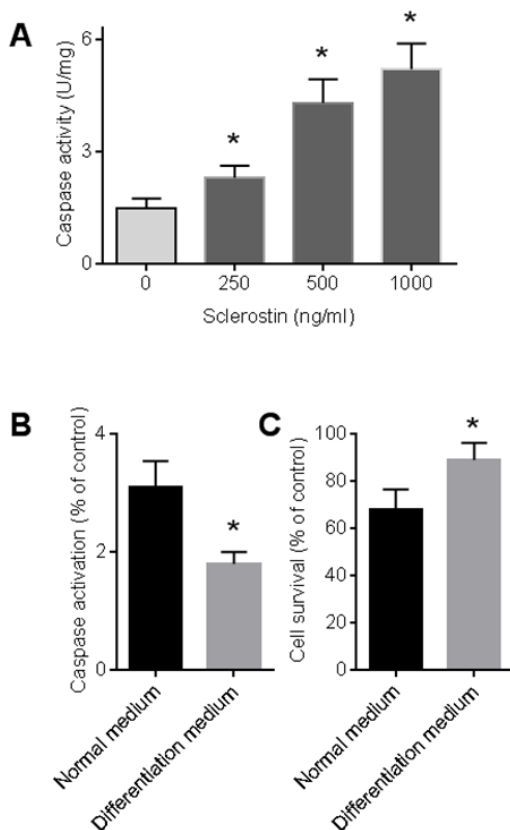 A
Caspase activity (U/mg)
6
3
0
*
*
*
0 250 500 1000
Sclerostin (ng/ml)
B
Caspase activation (% of control)
4
2
0
*
Normal medium
Differentiation medium
C
Cell survival (% of control)
100
80
60
40
20
0
*
Normal medium
Differentiation medium